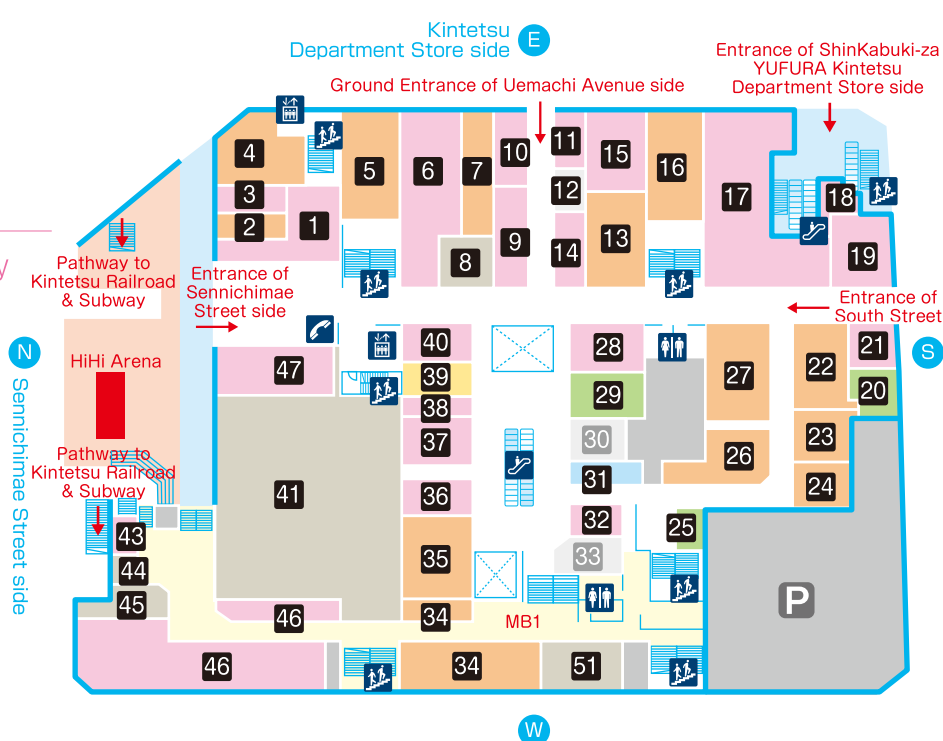 Kintetsu
Department Store side
E
Entrance of ShinKabuki-za
YUFURA Kintetsu
Department Store side
Ground Entrance of Uemachi Avenue side
4
3
2
1
5
6
7
8
10
9
11
12
14
15
13
16
17
18
19
y
Pathway to
Kintetsu Railroad
& Subway
Entrance of
Sennichimae
Street side
Entrance of
South Street
N
Sennichimae Street side
HiHi Arena
S
47
40
39
38
37
36
35
34
41
28
29
30
31
32
33
27
26
25
22
21
20
23
24
Pathway to
Kintetsu Railroad
& Subway
43
44
45
46
MB1
P
46
34
51
W